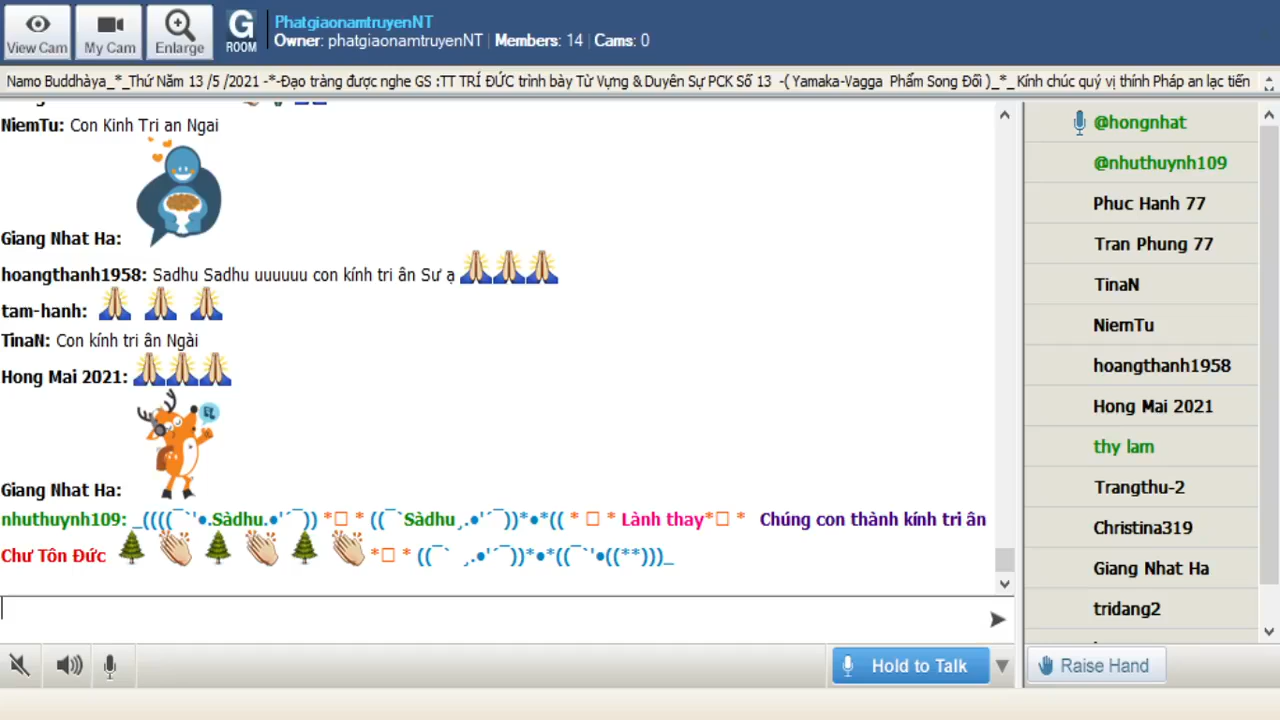 View Cam
My Cam
Enlarge
G
ROOM
PhatgiaonamtruyenNT
Owner: phatgiaonamtruyenNT | Members: 14 | Cams: 0
Namo Buddhàya_*_Thứ Năm 13 /5 /2021 -*-Đạo tràng được nghe GS :TT TRÍ ĐỨC trình bày Từ Vựng & Duyên Sự PCK Số 13 -( Yamaka-Vagga Phẩm Song Đối )_*_ Kính chúc quý vị thính Pháp an lạc tiến
NiemTu: Con Kinh Tri an Ngai
Giang Nhat Ha:
hoangthanh1958: Sadhu Sadhu uuuuuu con kính tri ân Sư ạ 🙏🙏🙏
tam-hanh: 🙏 🙏 🙏
TinaN: Con kính tri ân Ngài
Hong Mai 2021: 🙏🙏🙏
Giang Nhat Ha:
nhuthuynh109: _((((¯`'•.Sàdhu.•'´¯)) *▯ * ((¯`Sàdhu¸.•'´¯))*•*(( * ▯ * Lành thay*▯ * Chúng con thành kính tri ân
Chư Tôn Đức 🌲 👏 🌲 👏 🌲 👏 *▯ * ((¯` ¸.•'´¯))*•*((¯`'•((**)))_
Hold to Talk
@hongnhat
@nhuthuynh109
Phuc Hanh 77
Tran Phung 77
TinaN
NiemTu
hoangthanh1958
Hong Mai 2021
thy lam
Trangthu-2
Christina319
Giang Nhat Ha
tridang2
Raise Hand